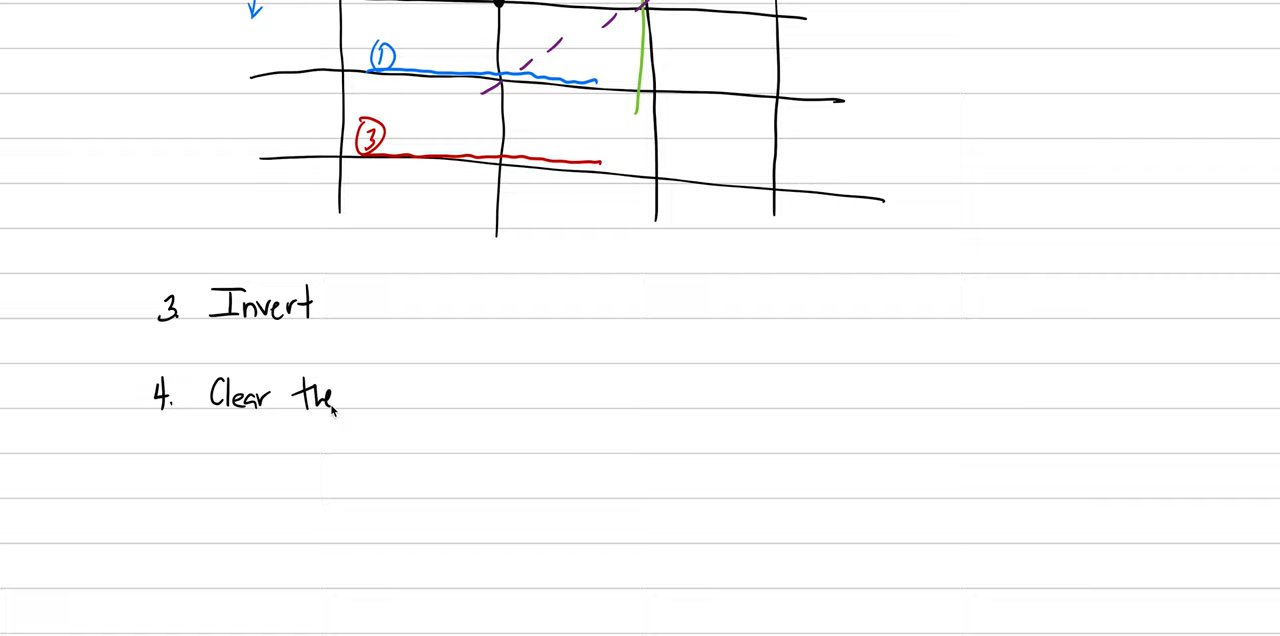 ①
③
3. Invert
4. Clear the